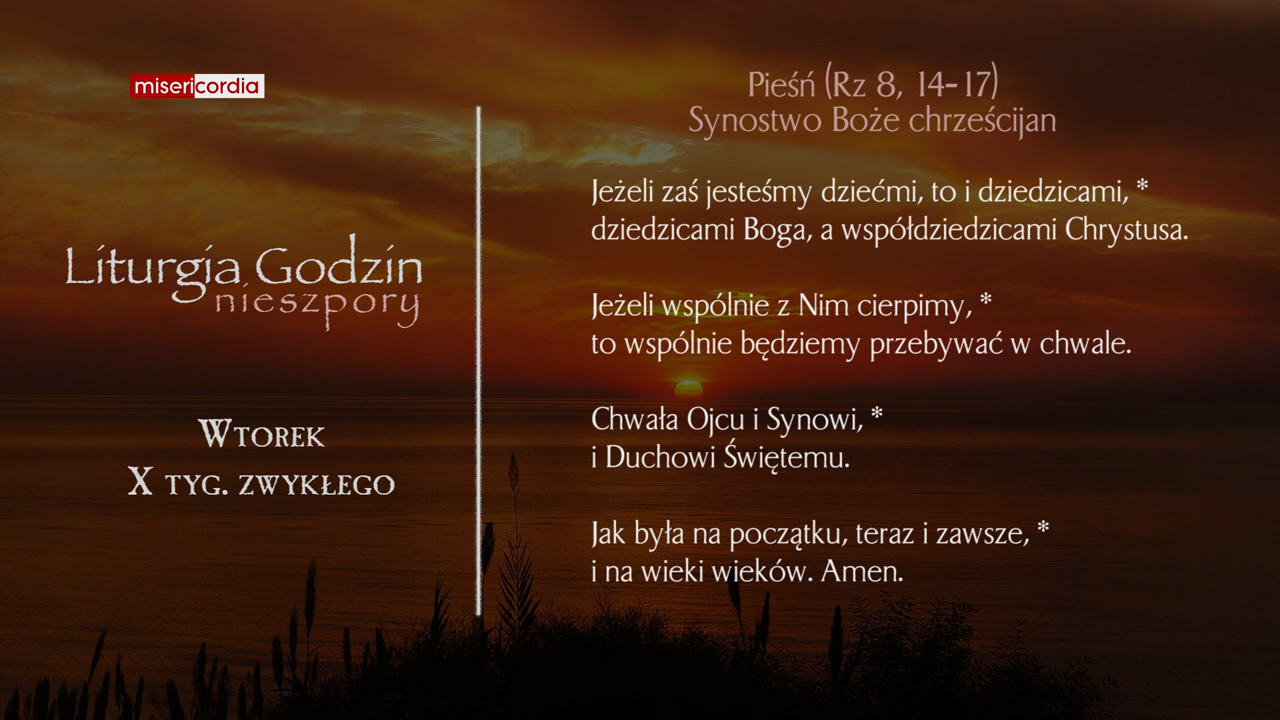 misericordia
Liturgia Godzin
nieszpory
Wtorek
X tyg. zwykłego
Pieśń (Rz 8, 14-17)
Synostwo Boże chrześcijan
Jeżeli zaś jesteśmy dziećmi, to i dziedzicami, *
dziedzicami Boga, a współdziedzicami Chrystusa.
Jeżeli wspólnie z Nim cierpimy, *
to wspólnie będziemy przebywać w chwale.
Chwała Ojcu i Synowi, *
i Duchowi Świętemu.
Jak była na początku, teraz i zawsze, *
i na wieki wieków. Amen.